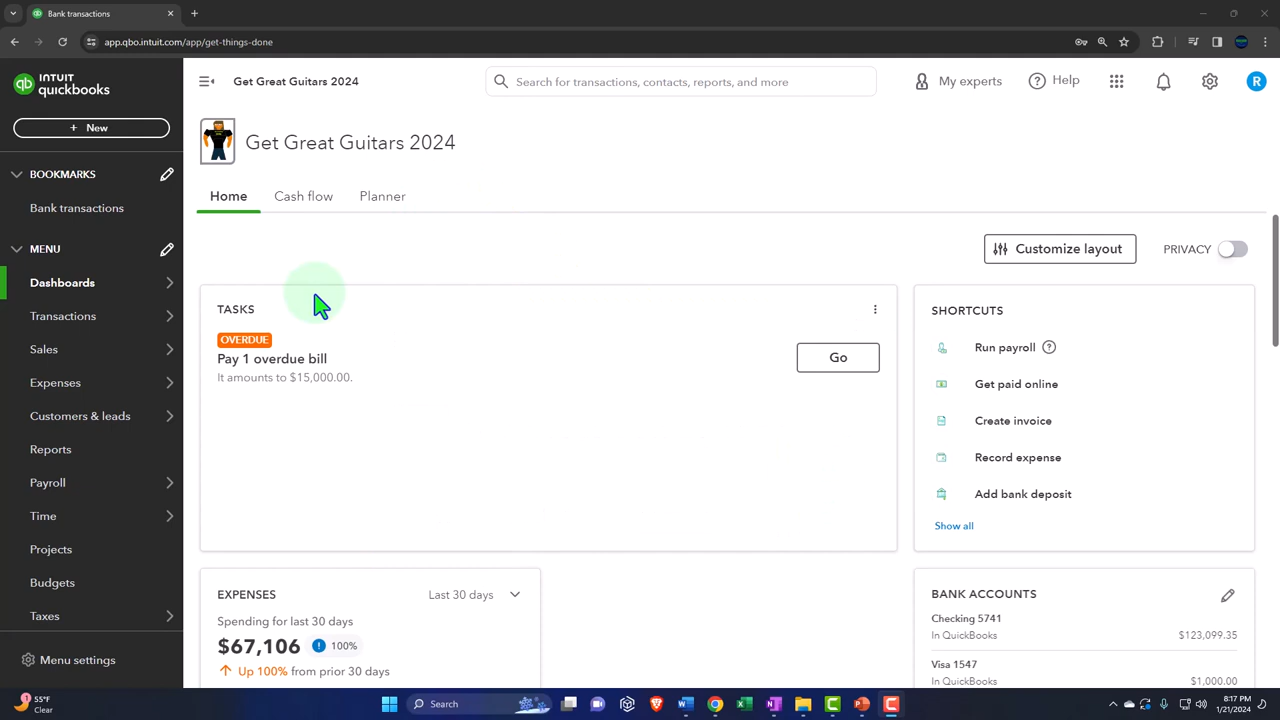 Bank transactions
app.qbo.intuit.com/app/get-things-done
INTUIT
quickbooks
Get Great Guitars 2024
Search for transactions, contacts, reports, and more
My experts
Help
R
+ New
BOOKMARKS
Bank transactions
MENU
Dashboards
Transactions
Sales
Expenses
Customers & leads
Reports
Payroll
Time
Projects
Budgets
Taxes
Menu settings
Get Great Guitars 2024
Home
Cash flow
Planner
Customize layout
PRIVACY
TASKS
OVERDUE
Pay 1 overdue bill
It amounts to $15,000.00.
Go
SHORTCUTS
Run payroll
Get paid online
Create invoice
Record expense
Add bank deposit
Show all
EXPENSES
Last 30 days
Spending for last 30 days
$67,106
100%
Up 100% from prior 30 days
BANK ACCOUNTS
Checking 5741
In QuickBooks
$123,099.35
Visa 1547
In QuickBooks
$1,000.00
55°F
Clear
Search
8:17 PM
1/21/2024